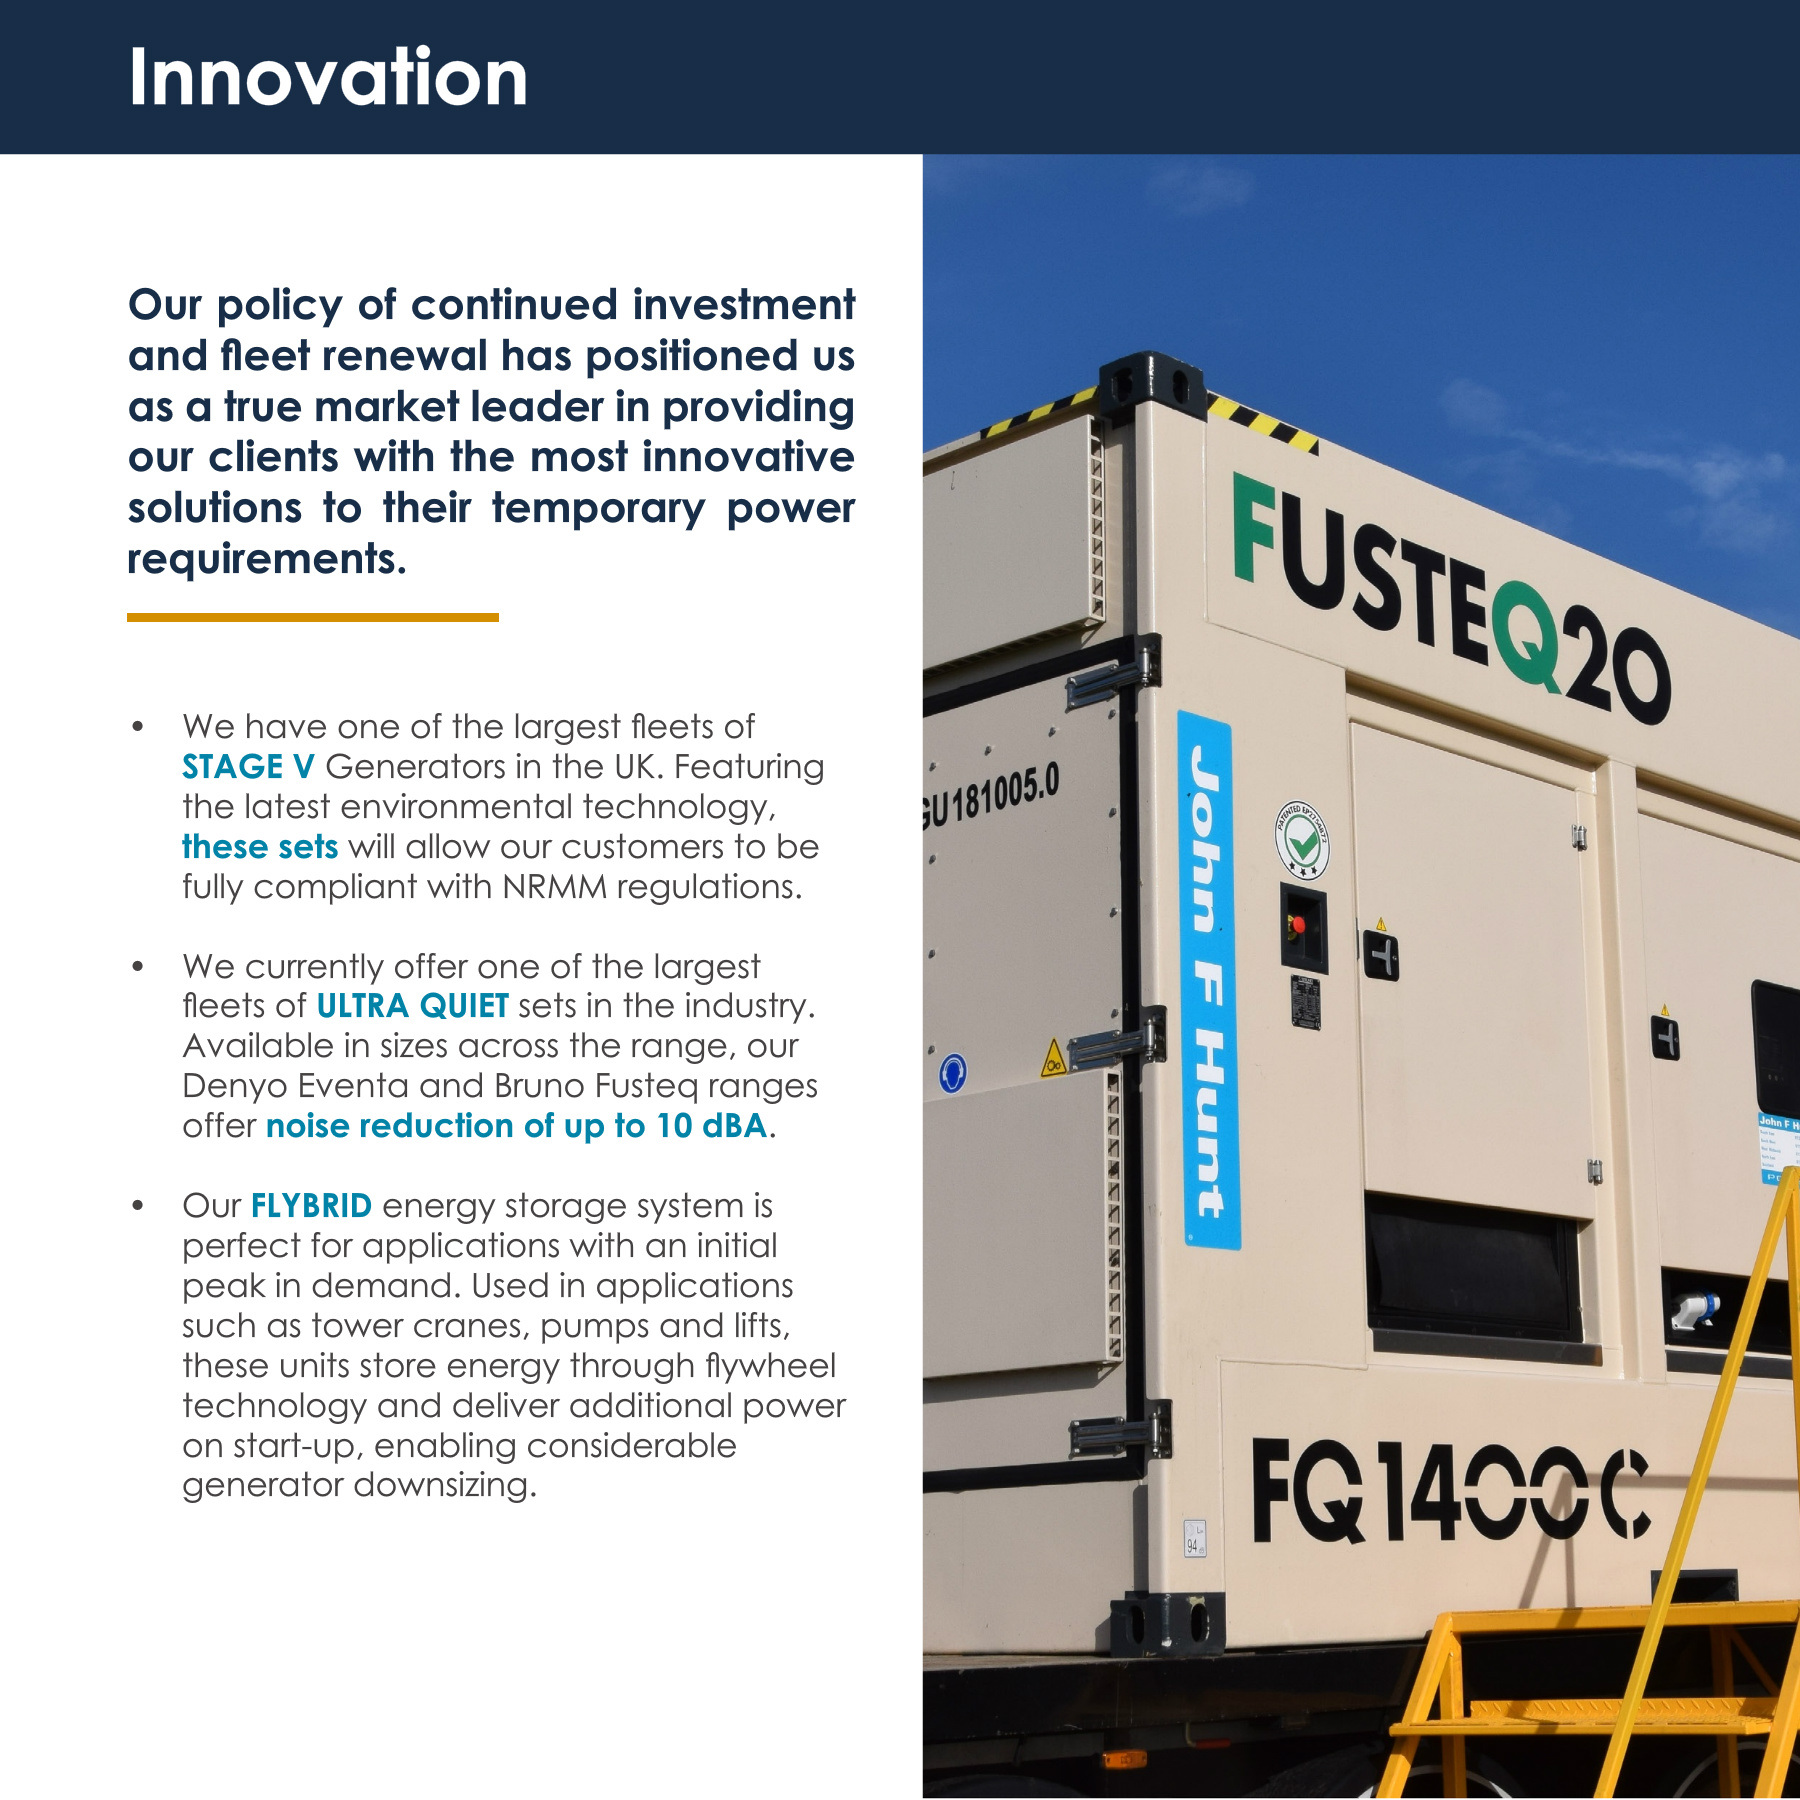 Innovation
Our policy of continued investment
and fleet renewal has positioned us
as a true market leader in providing
our clients with the most innovative
solutions to their temporary power
requirements.
• We have one of the largest fleets of
STAGE V Generators in the UK. Featuring
the latest environmental technology,
these sets will allow our customers to be
fully compliant with NRMM regulations.
• We currently offer one of the largest
fleets of ULTRA QUIET sets in the industry.
Available in sizes across the range, our
Denyo Eventa and Bruno Fusteq ranges
offer noise reduction of up to 10 dBA.
• Our FLYBRID energy storage system is
perfect for applications with an initial
peak in demand. Used in applications
such as tower cranes, pumps and lifts,
these units store energy through flywheel
technology and deliver additional power
on start-up, enabling considerable
generator downsizing.
FUSTEQ20
GU181005.0
John F Hunt
PATENTED
John F H
FQ1400C
94